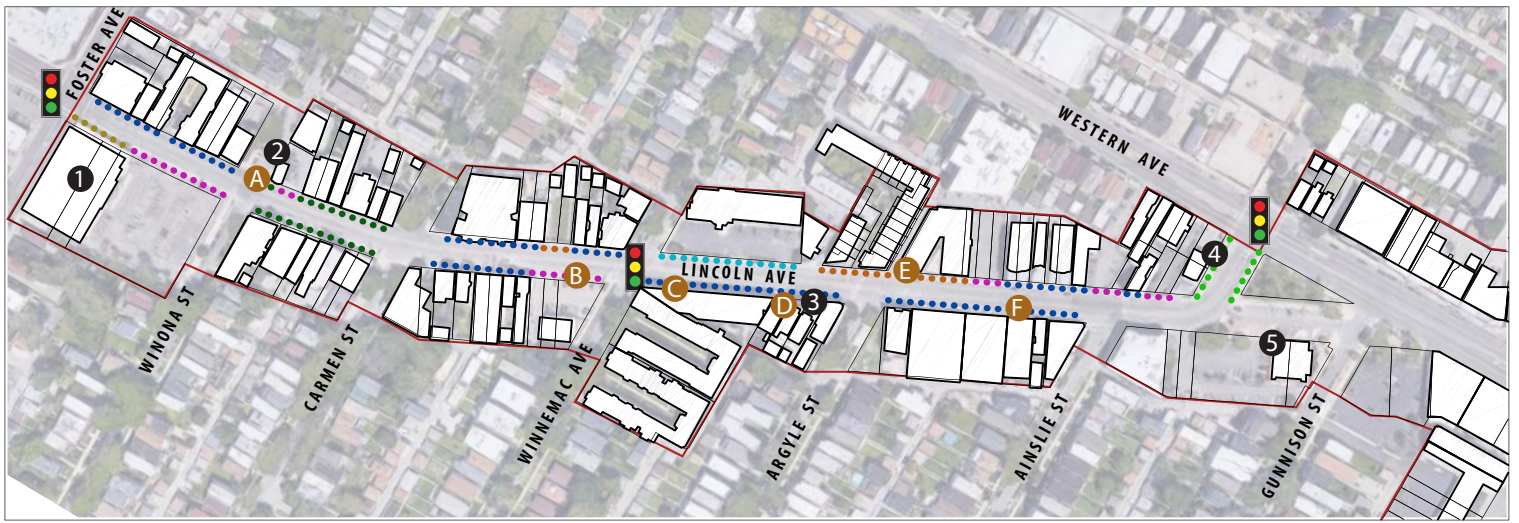 FOSTER AVE
WESTERN AVE
2
1
A
4
LINCOLN AVE
E
B
C
D
3
F
5
WINONA ST
CARMEN ST
WINNEMAC AVE
ARGYLE ST
AINSLIE ST
GUNNISON ST